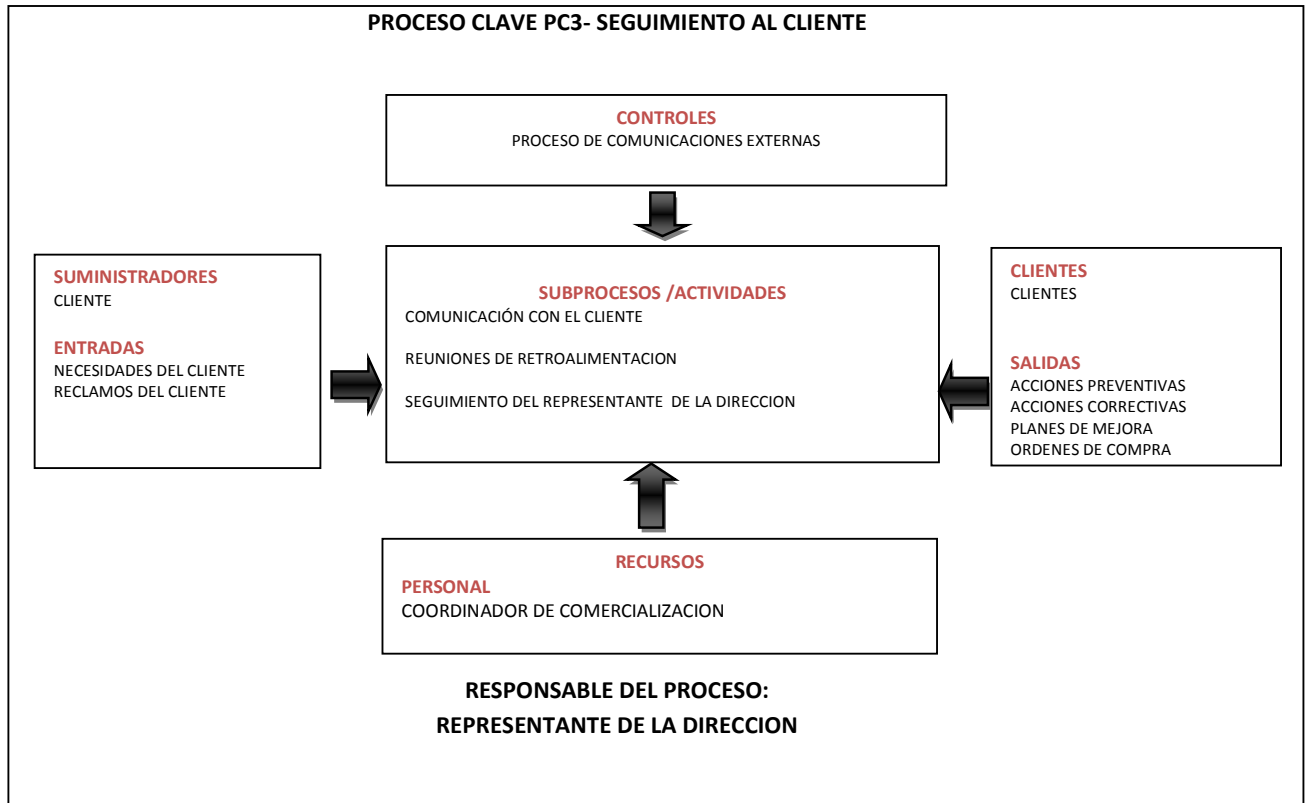 PROCESO CLAVE PC3- SEGUIMIENTO AL CLIENTE
CONTROLES
PROCESO DE COMUNICACIONES EXTERNAS
SUMINISTRADORES
CLIENTE
ENTRADAS
NECESIDADES DEL CLIENTE
RECLAMOS DEL CLIENTE
SUBPROCESOS /ACTIVIDADES
COMUNICACIÓN CON EL CLIENTE
REUNIONES DE RETROALIMENTACION
SEGUIMIENTO DEL REPRESENTANTE DE LA DIRECCION
CLIENTES
CLIENTES
SALIDAS
ACCIONES PREVENTIVAS
ACCIONES CORRECTIVAS
PLANES DE MEJORA
ORDENES DE COMPRA
RECURSOS
PERSONAL
COORDINADOR DE COMERCIALIZACION
RESPONSABLE DEL PROCESO:
REPRESENTANTE DE LA DIRECCION